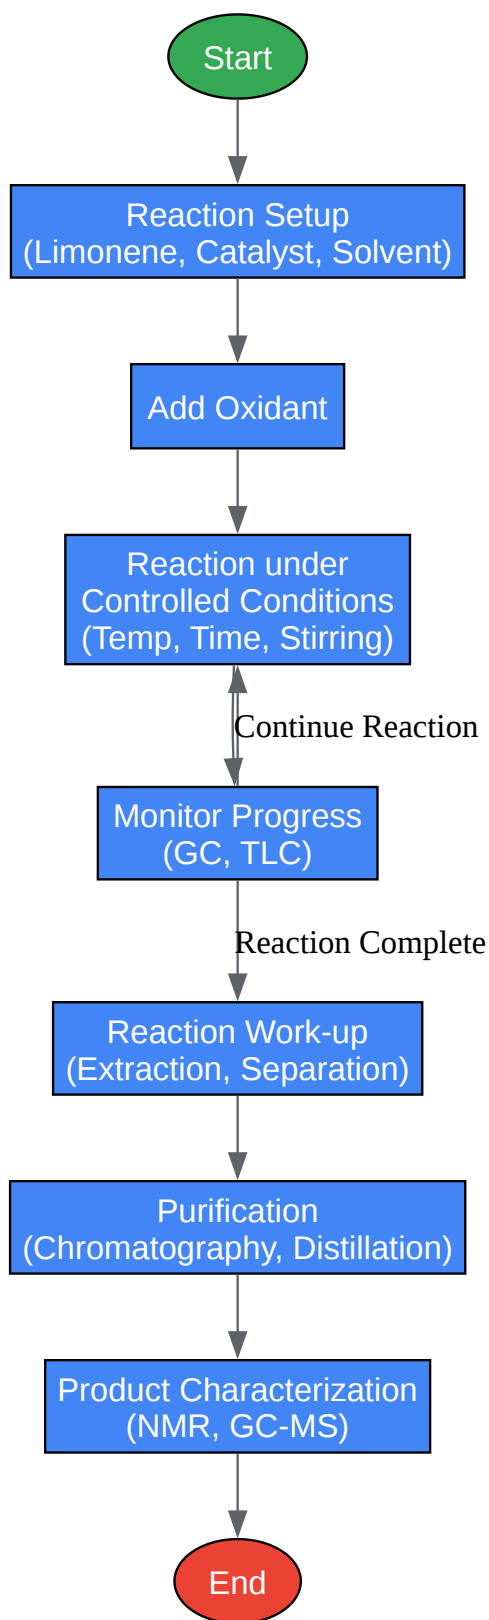 Start
Reaction Setup
(Limonene, Catalyst, Solvent)
Add Oxidant
Reaction under
Controlled Conditions
(Temp, Time, Stirring)
Continue Reaction
Monitor Progress
(GC, TLC)
Reaction Complete
Reaction Work-up
(Extraction, Separation)
Purification
(Chromatography, Distillation)
Product Characterization
(NMR, GC-MS)
End